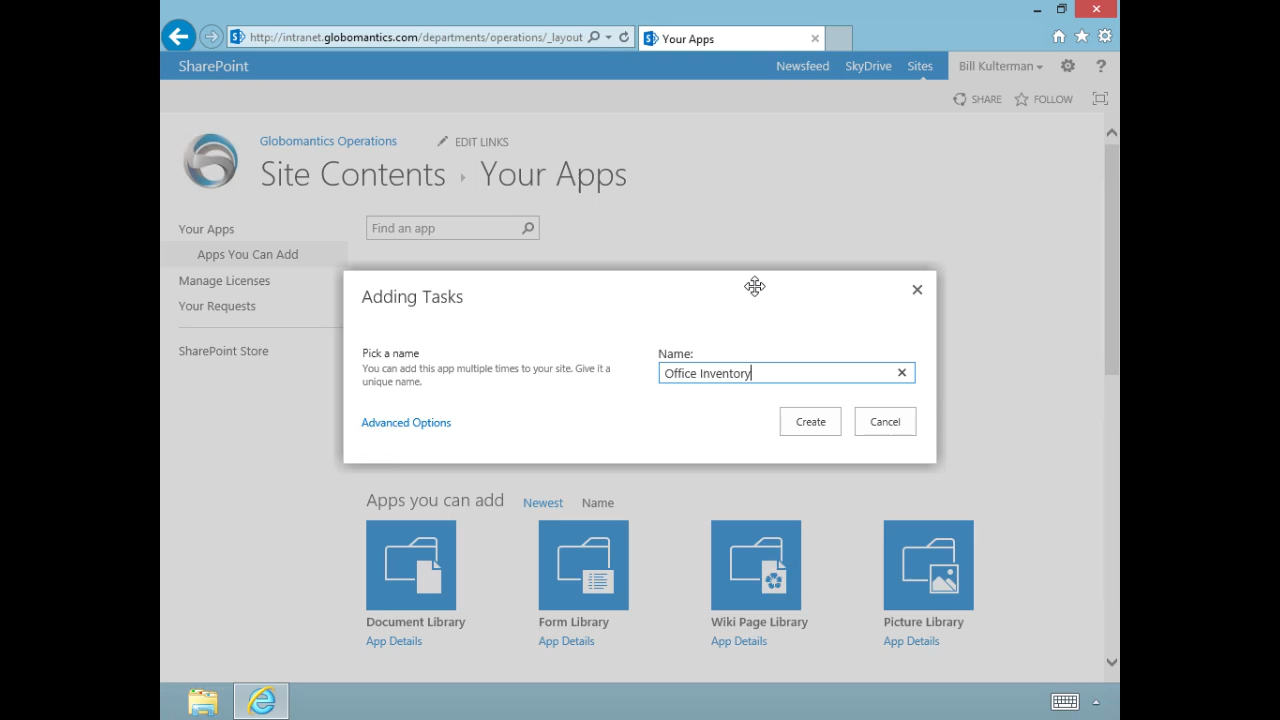 http://intranet.globomantics.com/departments/operations/_layout
Your Apps
SharePoint
Newsfeed
SkyDrive
Sites
Bill Kulterman
?
SHARE
FOLLOW
Globomantics Operations
EDIT LINKS
Site Contents
Your Apps
Your Apps
Find an app
Apps You Can Add
Manage Licenses
Your Requests
SharePoint Store
Adding Tasks
Pick a name
You can add this app multiple times to your site. Give it a
unique name.
Name:
Office Inventory
Advanced Options
Create
Cancel
Apps you can add
Newest
Name
Document Library
Form Library
Wiki Page Library
Picture Library
App Details
App Details
App Details
App Details